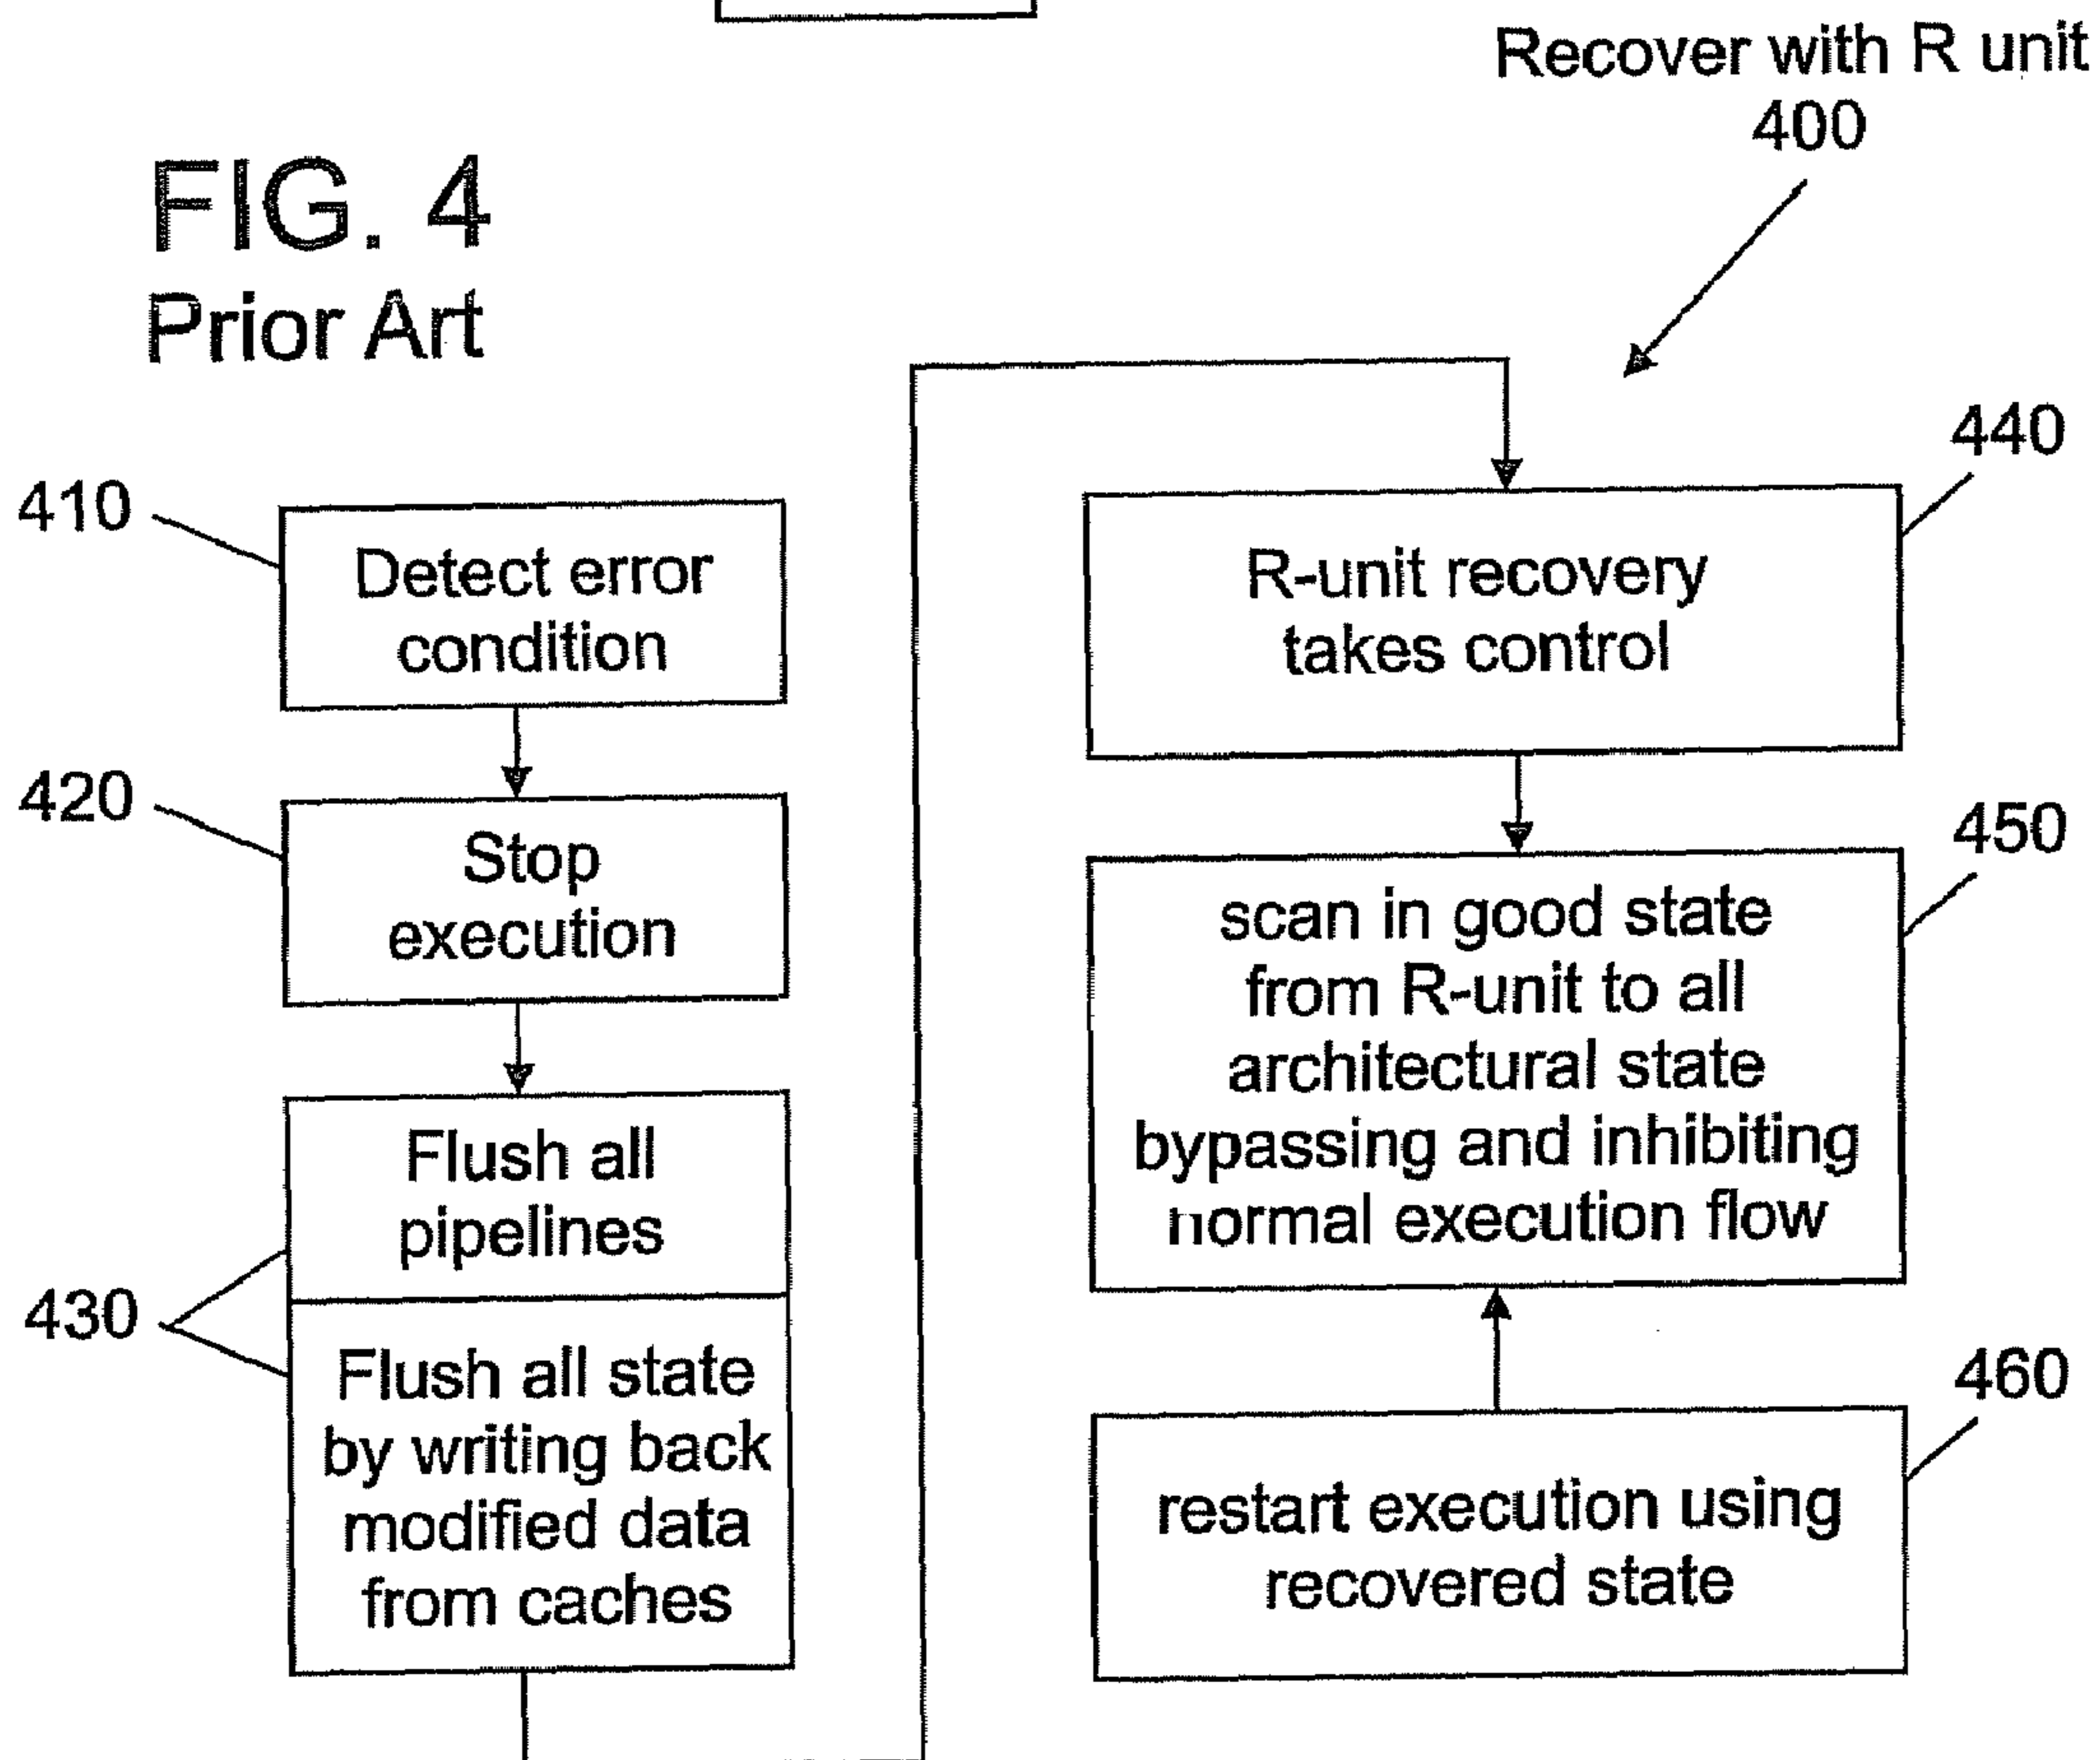 Recover with R unit
400
FIG. 4
Prior Art
410
Detect error
condition
420
Stop
execution
430
Flush all
pipelines
Flush all state
by writing back
modified data
from caches
440
R-unit recovery
takes control
450
scan in good state
from R-unit to all
architectural state
bypassing and inhibiting
normal execution flow
460
restart execution using
recovered state